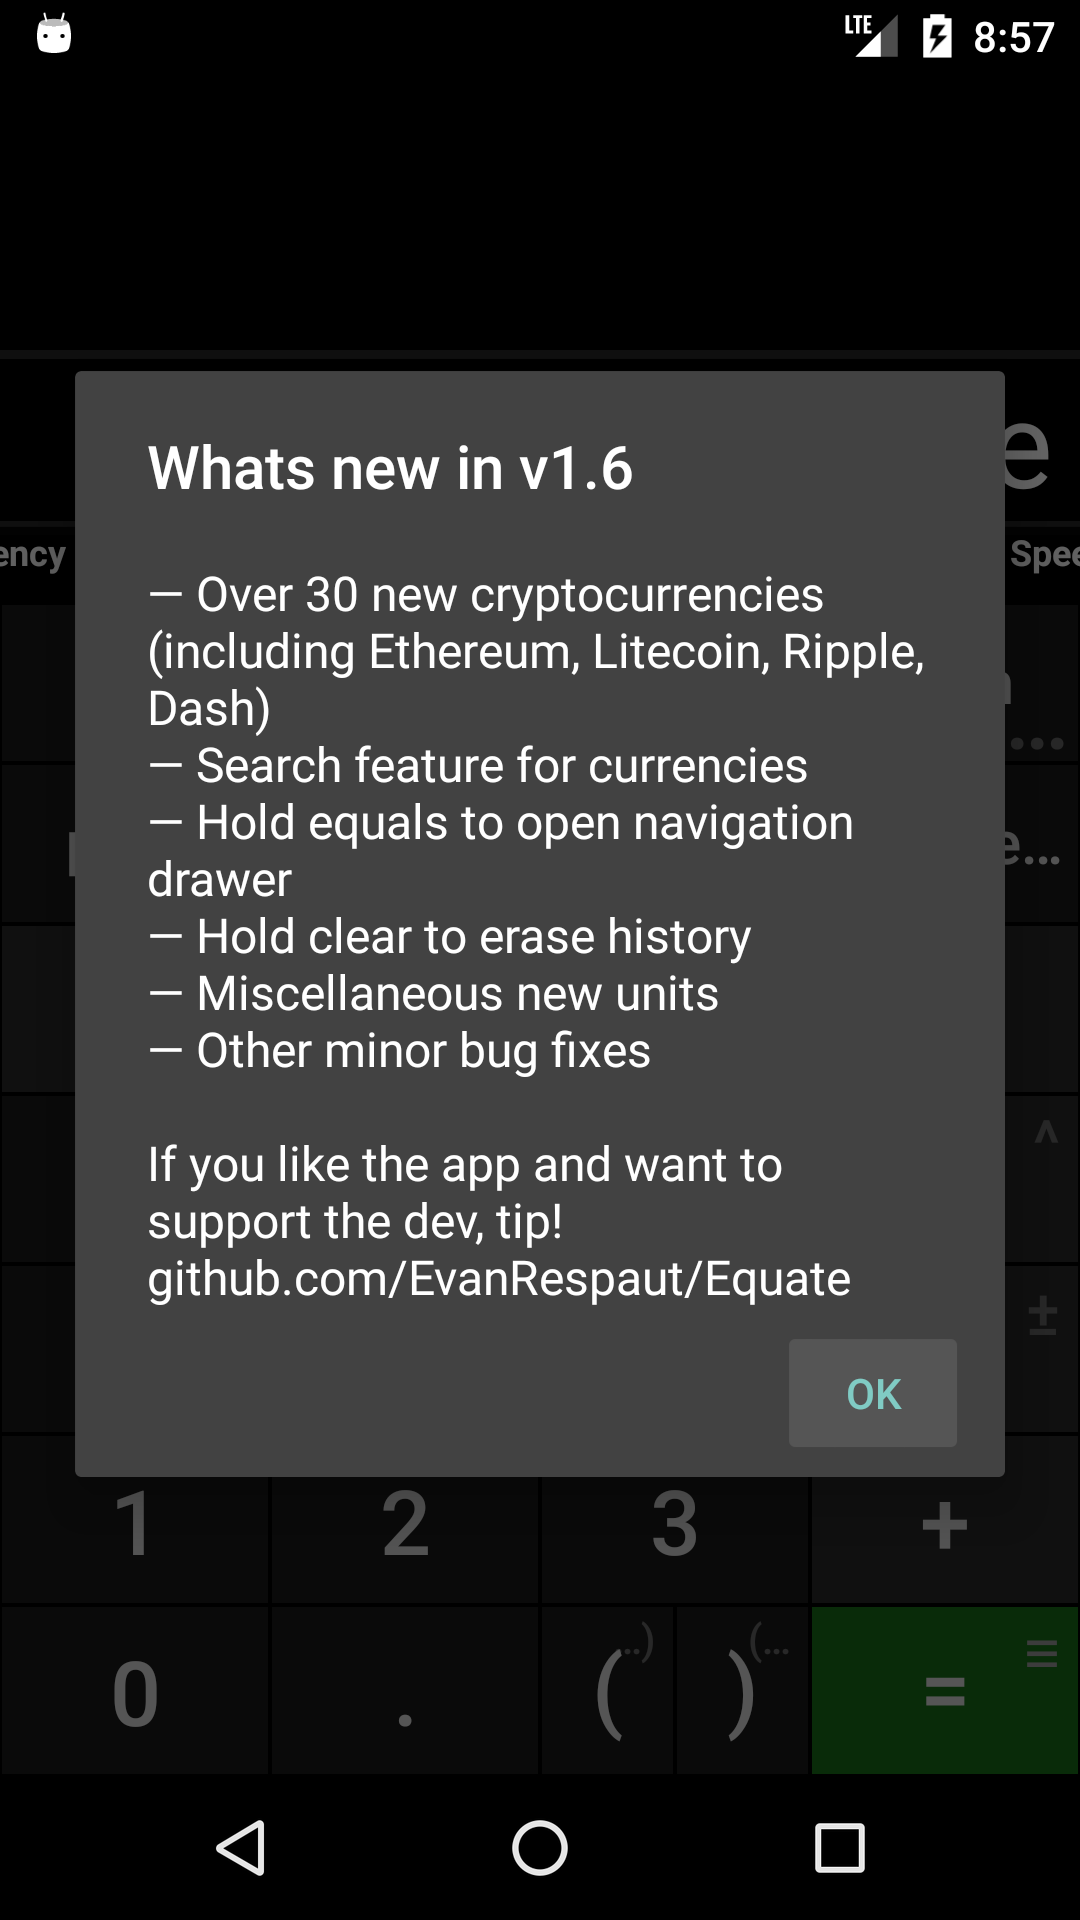 LTE 8:57
e
ency
Spee
Whats new in v1.6
— Over 30 new cryptocurrencies
(including Ethereum, Litecoin, Ripple,
Dash)
— Search feature for currencies
— Hold equals to open navigation
drawer
— Hold clear to erase history
— Miscellaneous new units
— Other minor bug fixes
If you like the app and want to
support the dev, tip!
github.com/EvanRespaut/Equate
OK
e...
^
±
1 2 3 +
0 . ( ..) ) (... =